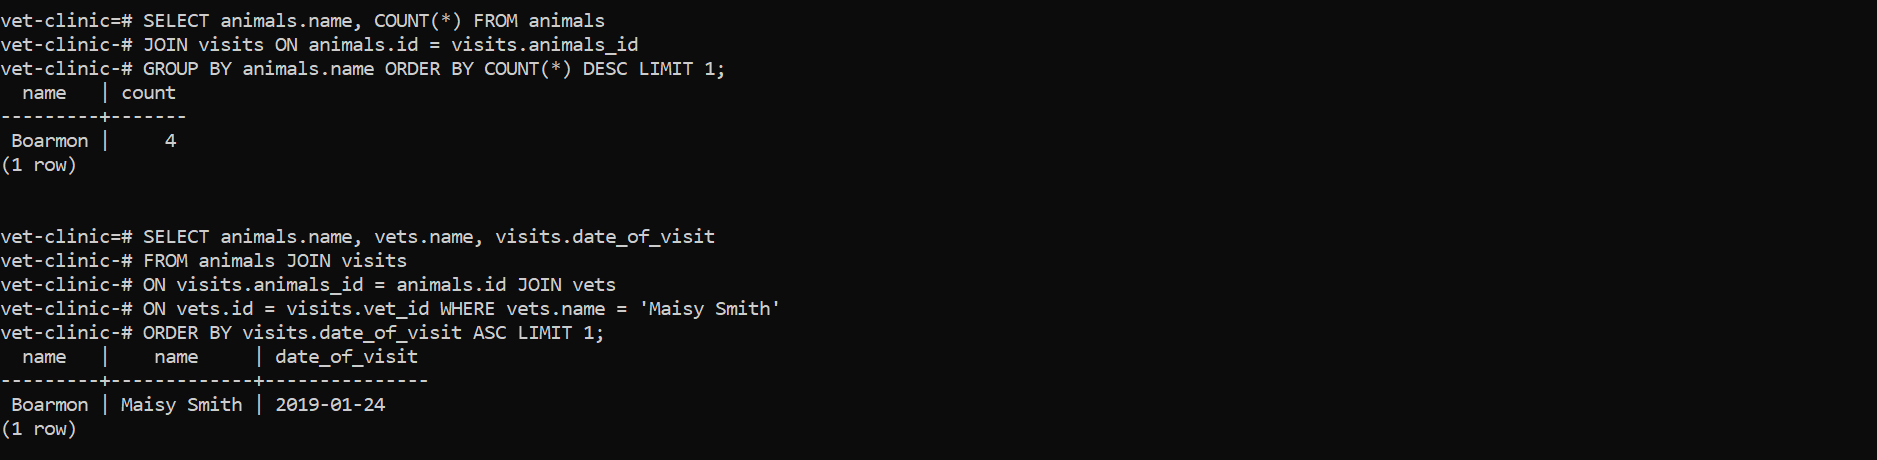 vet-clinic=# SELECT animals.name, COUNT(*) FROM animals
vet-clinic-# JOIN visits ON animals.id = visits.animals_id
vet-clinic-# GROUP BY animals.name ORDER BY COUNT(*) DESC LIMIT 1;
  name   | count
---------+-------
 Boarmon |     4
(1 row)


vet-clinic=# SELECT animals.name, vets.name, visits.date_of_visit
vet-clinic-# FROM animals JOIN visits
vet-clinic-# ON visits.animals_id = animals.id JOIN vets
vet-clinic-# ON vets.id = visits.vet_id WHERE vets.name = 'Maisy Smith'
vet-clinic-# ORDER BY visits.date_of_visit ASC LIMIT 1;
  name   |    name     | date_of_visit
---------+-------------+---------------
 Boarmon | Maisy Smith | 2019-01-24
(1 row)